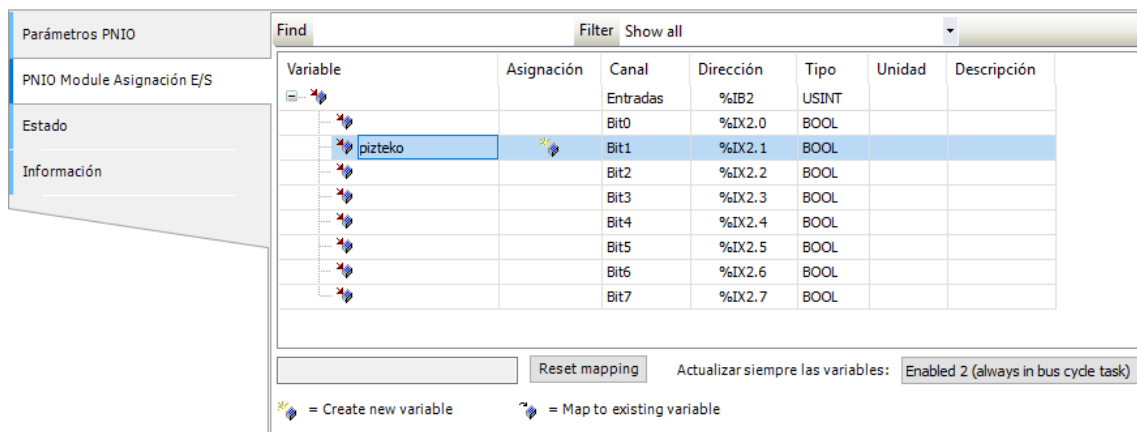 Parámetros PNIO
PNIO Module Asignación E/S
Estado
Información
Find Filter Show all
Variable Asignación Canal Dirección Tipo Unidad Descripción
Entradas %IB2 USINT
Bit0 %IX2.0 BOOL
pizteko Bit1 %IX2.1 BOOL
Bit2 %IX2.2 BOOL
Bit3 %IX2.3 BOOL
Bit4 %IX2.4 BOOL
Bit5 %IX2.5 BOOL
Bit6 %IX2.6 BOOL
Bit7 %IX2.7 BOOL
Reset mapping Actualizar siempre las variables: Enabled 2 (always in bus cycle task)
= Create new variable = Map to existing variable